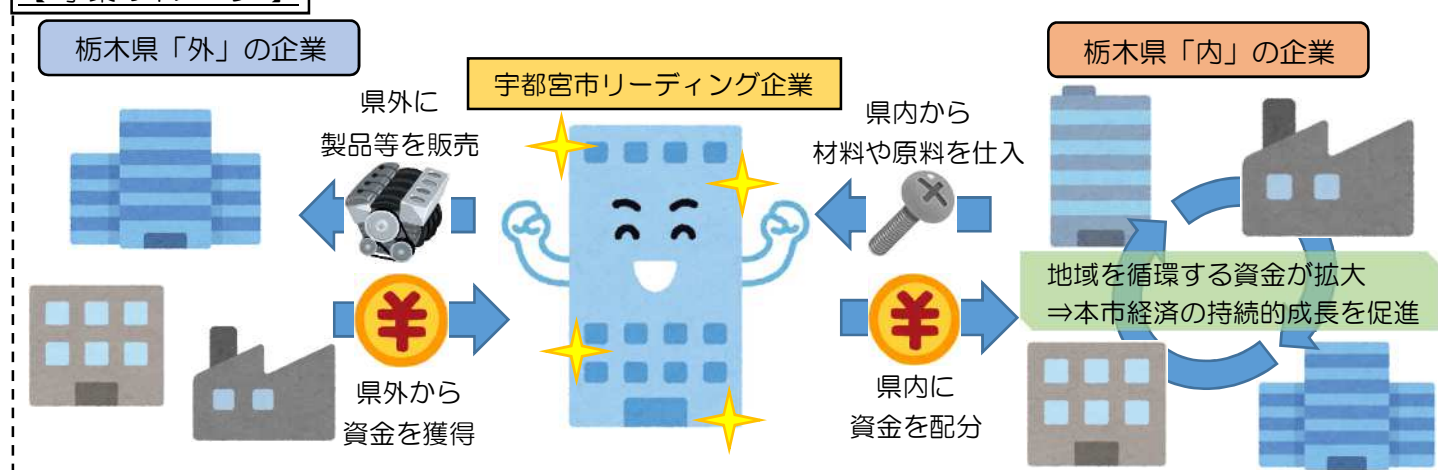 栃木県「外」の企業
宇都宮市リーディング企業
栃木県「内」の企業
県外に
製品等を販売
県内から
材料や原料を仕入
地域を循環する資金が拡大
⇒本市経済の持続的成長を促進
県外から
資金を獲得
県内に
資金を配分